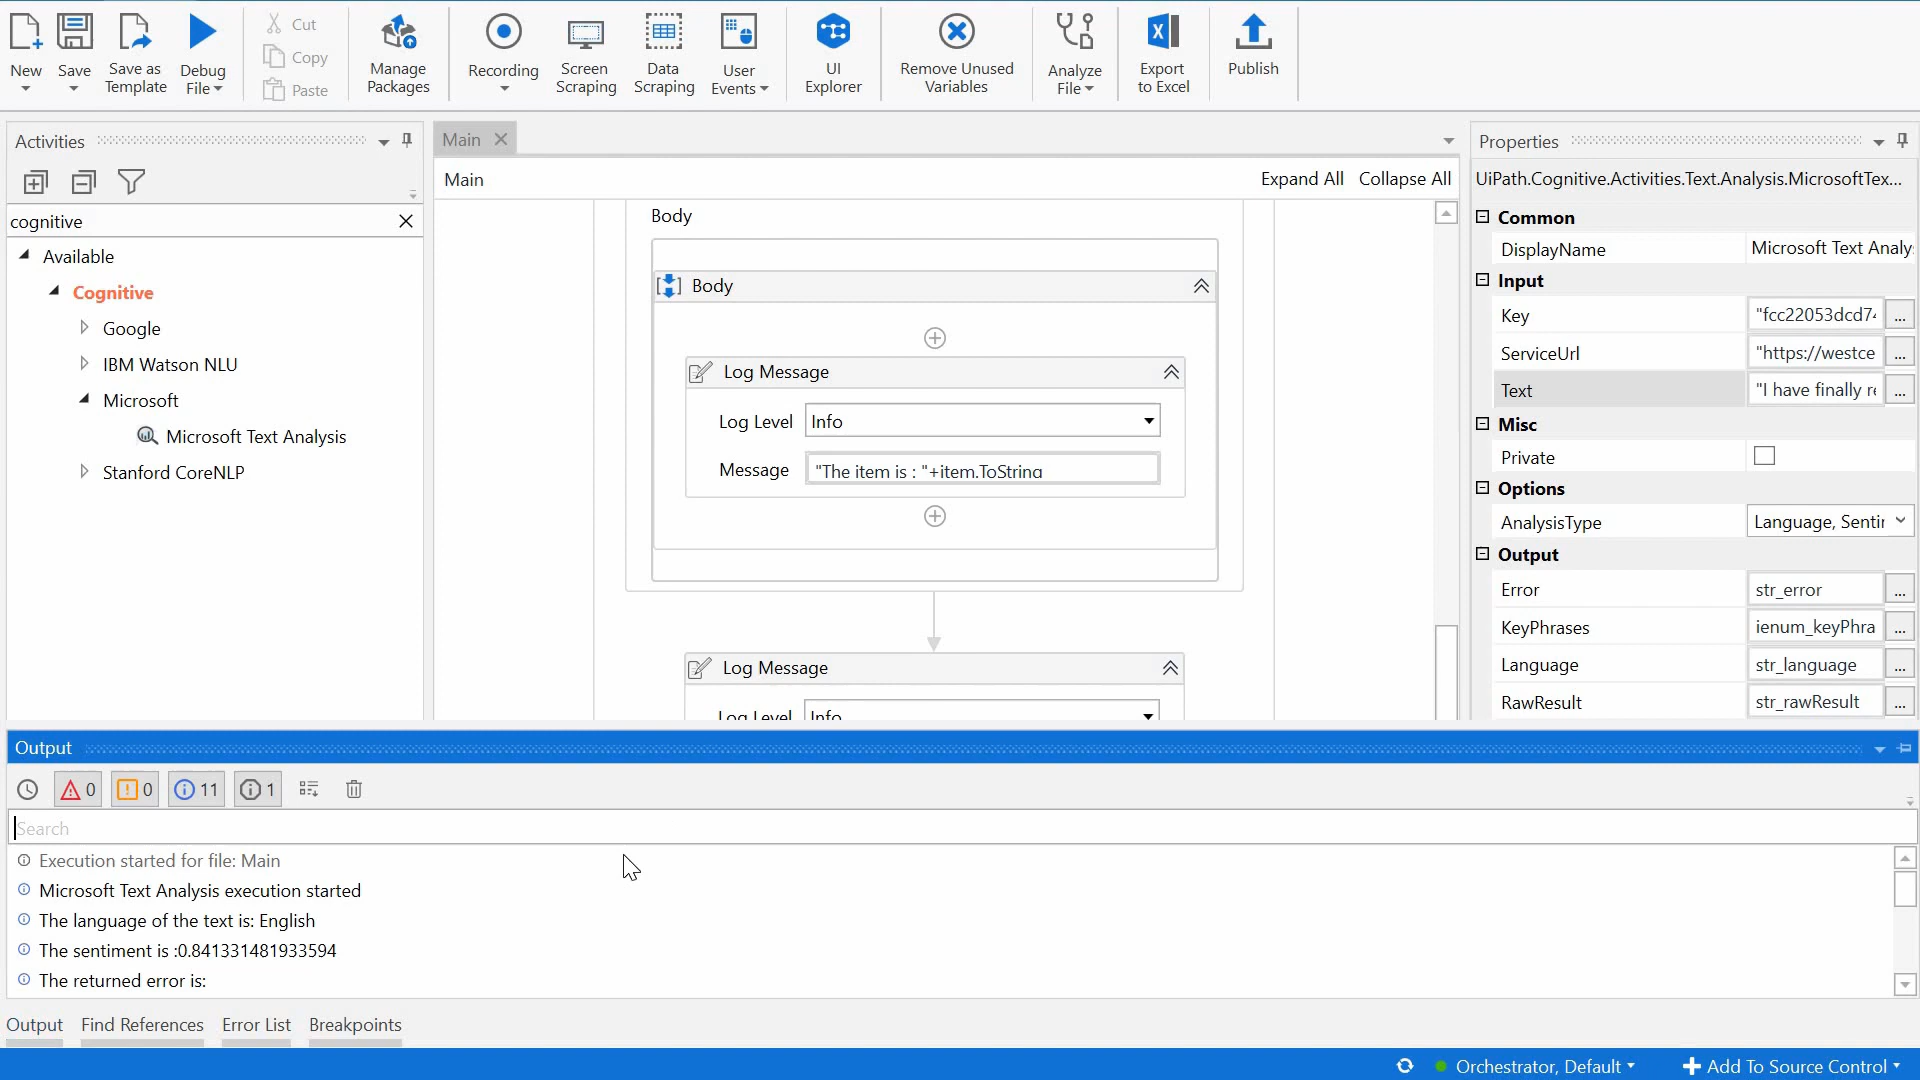 New
Save
Save as
Template
Debug
File
Cut
Copy
Paste
Manage
Packages
Recording
Screen
Scraping
Data
Scraping
User
Events
UI
Explorer
Remove Unused
Variables
Analyze
File
Export
to Excel
Publish
Activities
cognitive
Available
Cognitive
Google
IBM Watson NLU
Microsoft
Microsoft Text Analysis
Stanford CoreNLP
Main
Main
Expand All Collapse All
Body
Body
Log Message
Log Level Info
Message "The item is : "+item.ToString
Log Message
Log Level Info
Properties
UiPath.Cognitive.Activities.Text.Analysis.MicrosoftTex...
Common
DisplayName Microsoft Text Analy
Input
Key "fcc22053dcd7 ...
ServiceUrl "https://westce ...
Text "I have finally re ...
Misc
Private
Options
AnalysisType Language, Sentir
Output
Error str_error ...
KeyPhrases ienum_keyPhra ...
Language str_language ...
RawResult str_rawResult ...
Output
0 0 11 1
Search
Execution started for file: Main
Microsoft Text Analysis execution started
The language of the text is: English
The sentiment is :0.841331481933594
The returned error is:
Output Find References Error List Breakpoints
Orchestrator, Default Add To Source Control